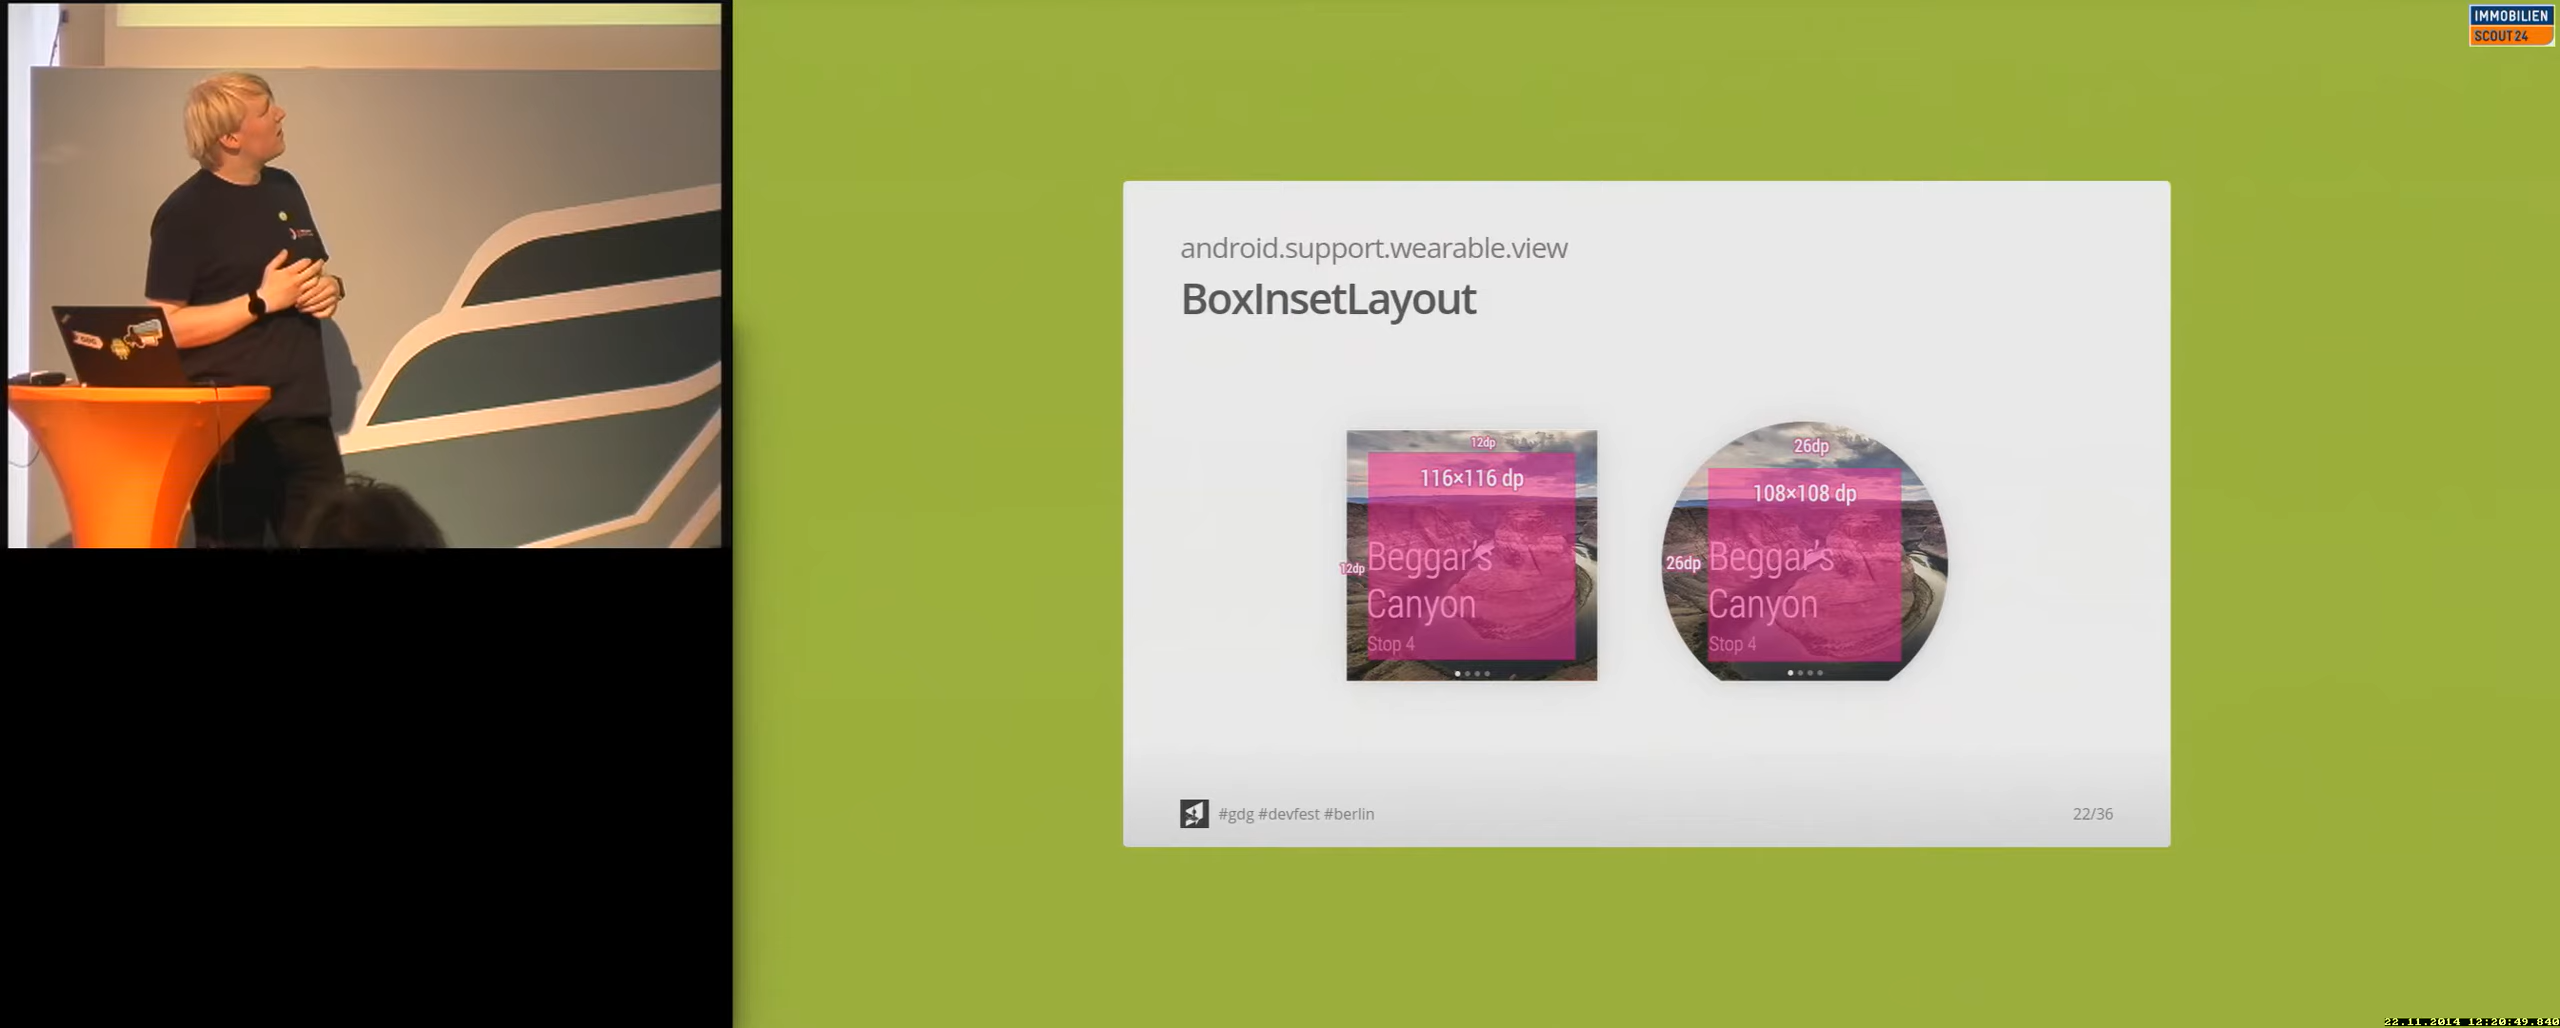 IMMOBILIEN
SCOUT24
android.support.wearable.view
BoxInsetLayout
12dp
116×116 dp
12dp
Beggar's
Canyon
Stop 4
26dp
108×108 dp
26dp
Beggar's
Canyon
Stop 4
#gdg #devfest #berlin
22/36
22.11.2014 12:20:49.840